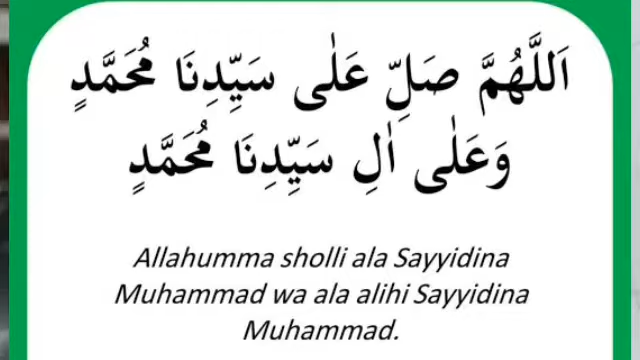 اَللّٰهُمَّ صَلِّ عَلٰى سَيِّدِنَا مُحَمَّدٍ
وَعَلٰى اٰلِ سَيِّدِنَا مُحَمَّدٍ
Allahumma sholli ala Sayyidina
Muhammad wa ala alihi Sayyidina
Muhammad.